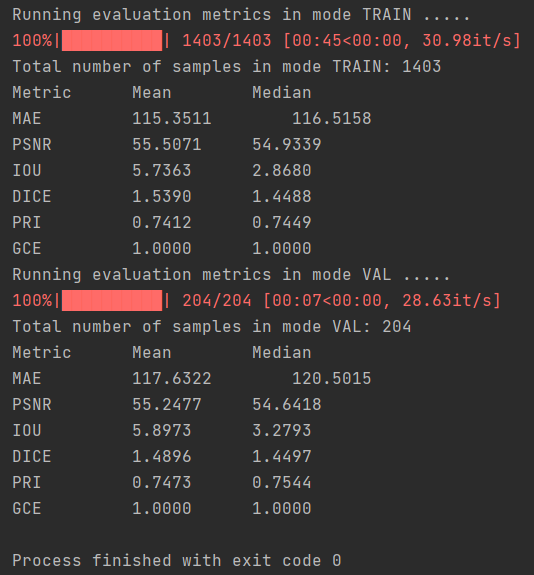 Running evaluation metrics in mode TRAIN .....
100%|██████████| 1403/1403 [00:45<00:00, 30.98it/s]
Total number of samples in mode TRAIN: 1403
Metric      Mean        Median
MAE         115.3511        116.5158
PSNR        55.5071     54.9339
IOU         5.7363      2.8680
DICE        1.5390      1.4488
PRI         0.7412      0.7449
GCE         1.0000      1.0000
Running evaluation metrics in mode VAL .....
100%|██████████| 204/204 [00:07<00:00, 28.63it/s]
Total number of samples in mode VAL: 204
Metric      Mean        Median
MAE         117.6322        120.5015
PSNR        55.2477     54.6418
IOU         5.8973      3.2793
DICE        1.4896      1.4497
PRI         0.7473      0.7544
GCE         1.0000      1.0000
Process finished with exit code 0